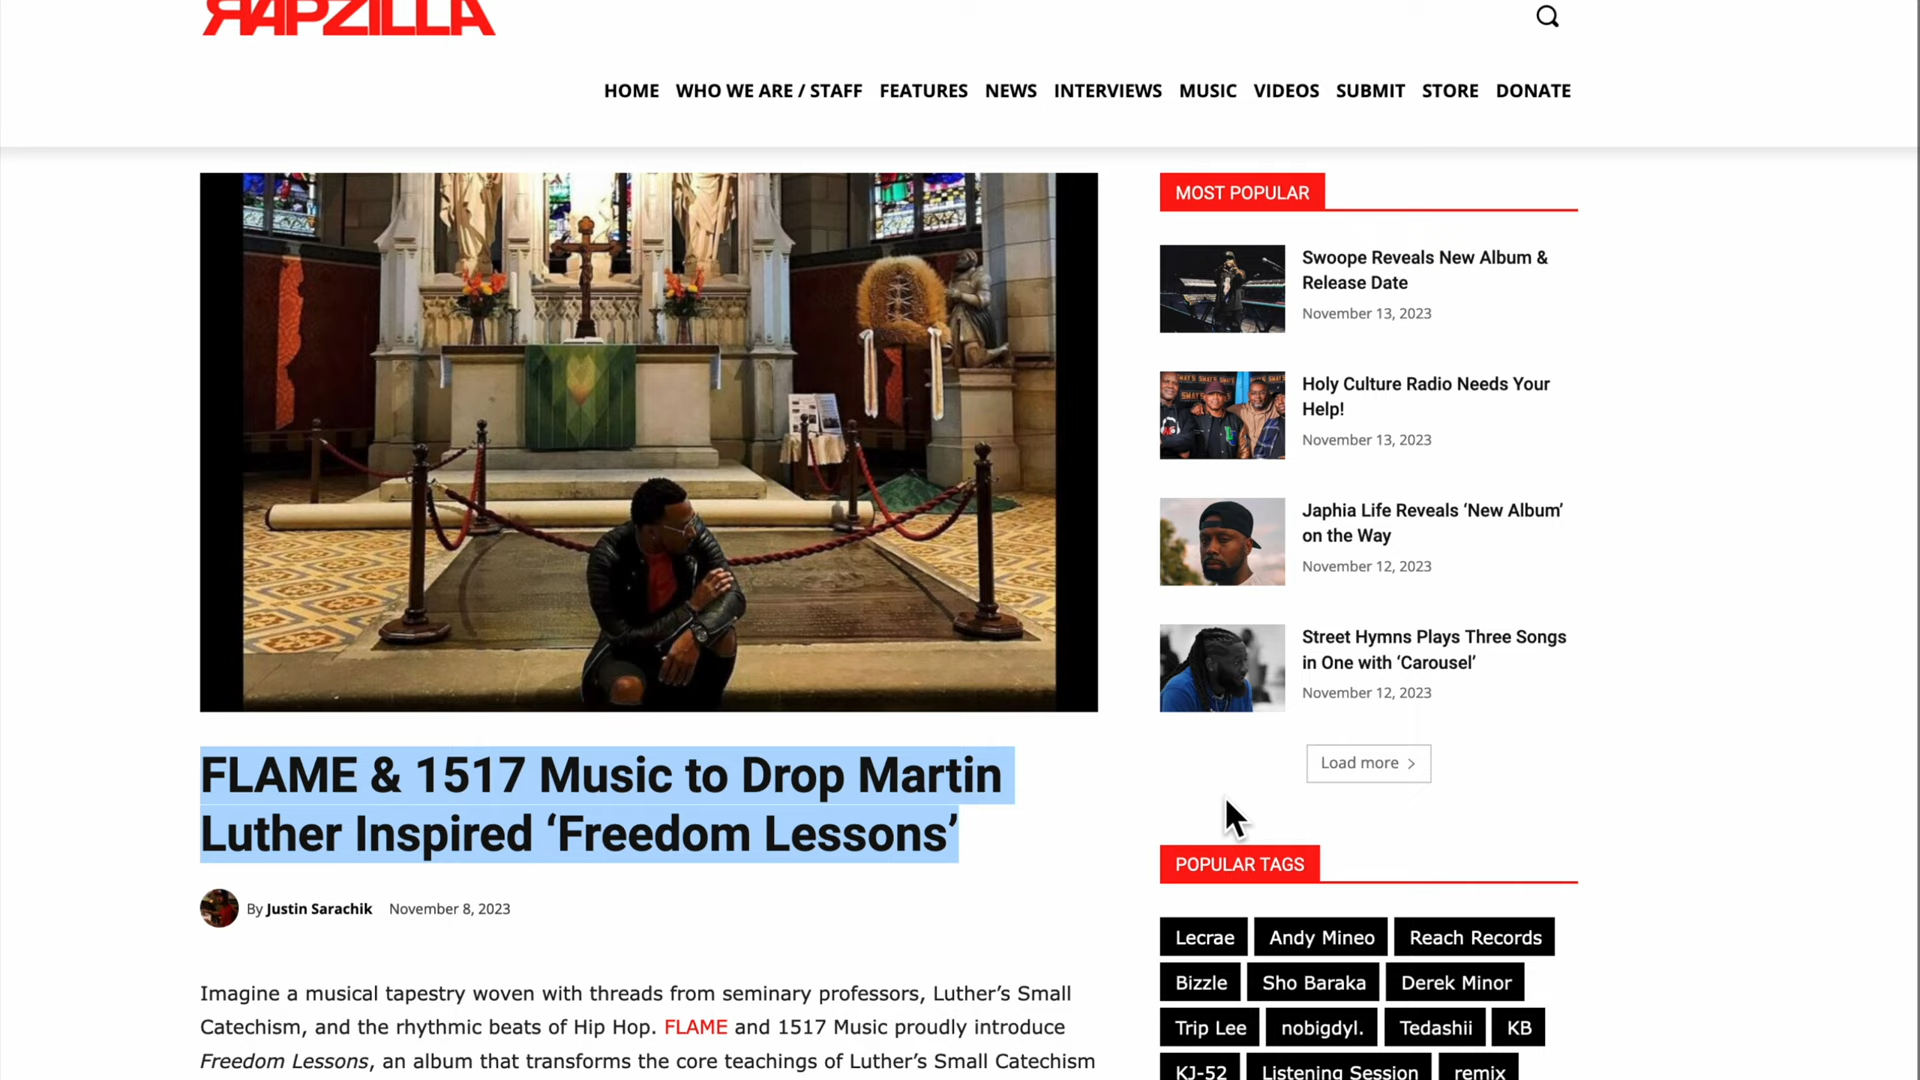 RAPZILLA
HOME WHO WE ARE / STAFF FEATURES NEWS INTERVIEWS MUSIC VIDEOS SUBMIT STORE DONATE
FLAME & 1517 Music to Drop Martin
Luther Inspired ‘Freedom Lessons’
By Justin Sarachik November 8, 2023
Imagine a musical tapestry woven with threads from seminary professors, Luther’s Small
Catechism, and the rhythmic beats of Hip Hop. FLAME and 1517 Music proudly introduce
Freedom Lessons, an album that transforms the core teachings of Luther’s Small Catechism
MOST POPULAR
Swoope Reveals New Album &
Release Date
November 13, 2023
Holy Culture Radio Needs Your
Help!
November 13, 2023
Japhia Life Reveals ‘New Album’
on the Way
November 12, 2023
Street Hymns Plays Three Songs
in One with ‘Carousel’
November 12, 2023
Load more
POPULAR TAGS
Lecrae Andy Mineo Reach Records
Bizzle Sho Baraka Derek Minor
Trip Lee nobigdyl. Tedashii KB
KJ-52 Listening Session remix